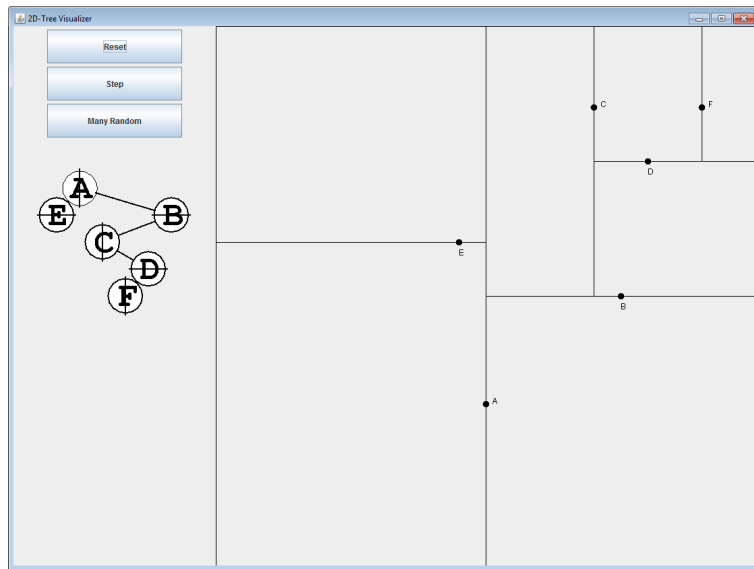 2D-Tree Visualizer
Reset
Step
Many Random
A
E
B
C
D
F
C
F
D
E
B
A